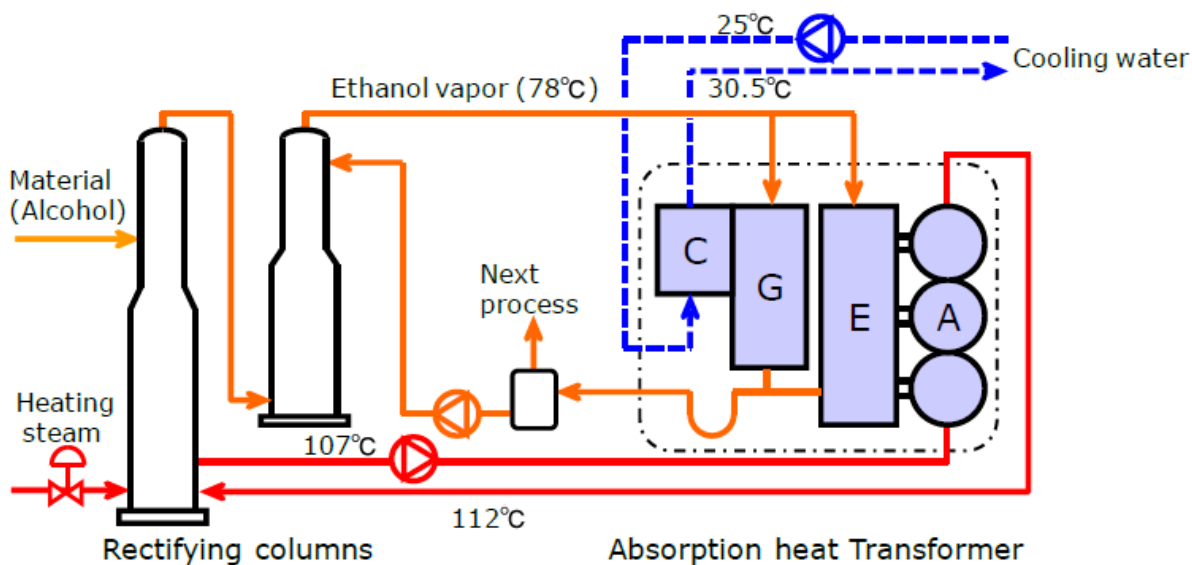 25℃
Cooling water
Ethanol vapor (78℃)
30.5℃
Material
(Alcohol)
C
G
E
A
Next
process
Heating
steam
107℃
112℃
Rectifying columns
Absorption heat Transformer